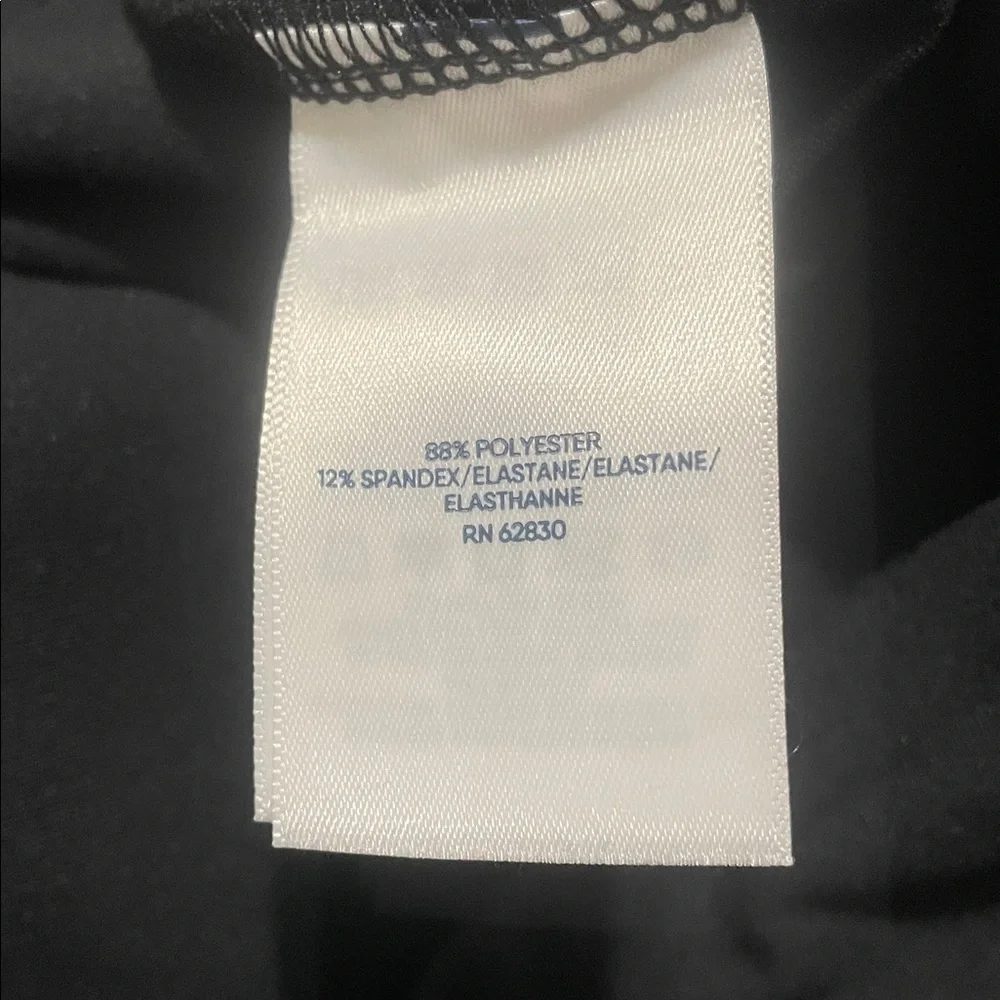 88% POLYESTER
12% SPANDEX/ELASTANE/ELASTANE/
ELASTHANNE
RN 62830